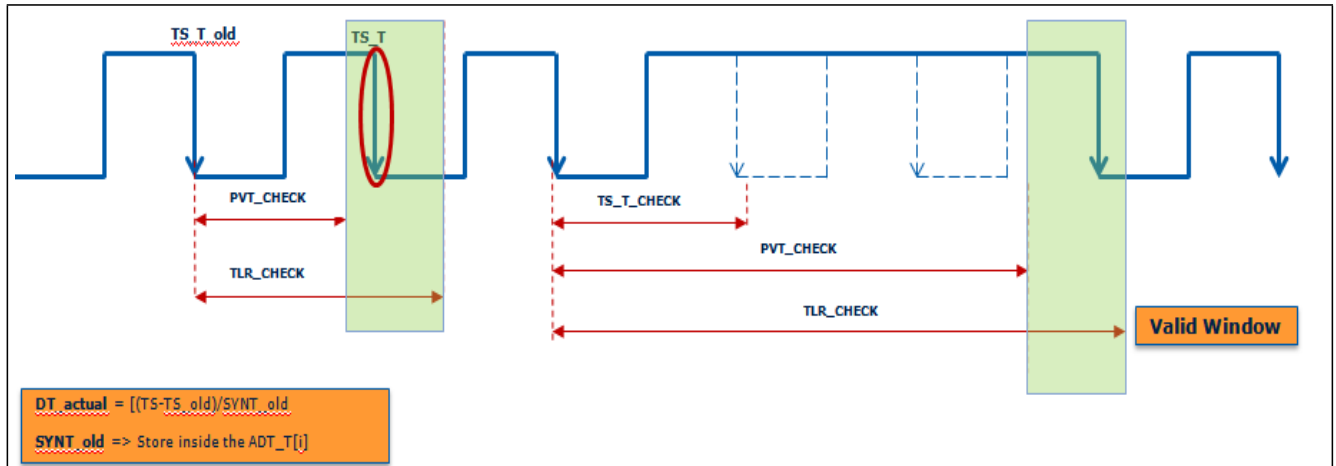 TS_T_old
TS_T
PVT_CHECK
TLR_CHECK
TS_T_CHECK
PVT_CHECK
TLR_CHECK
Valid Window
DT_actual = [(TS-TS_old)/SYNT_old
SYNT_old => Store inside the ADT_T[i]